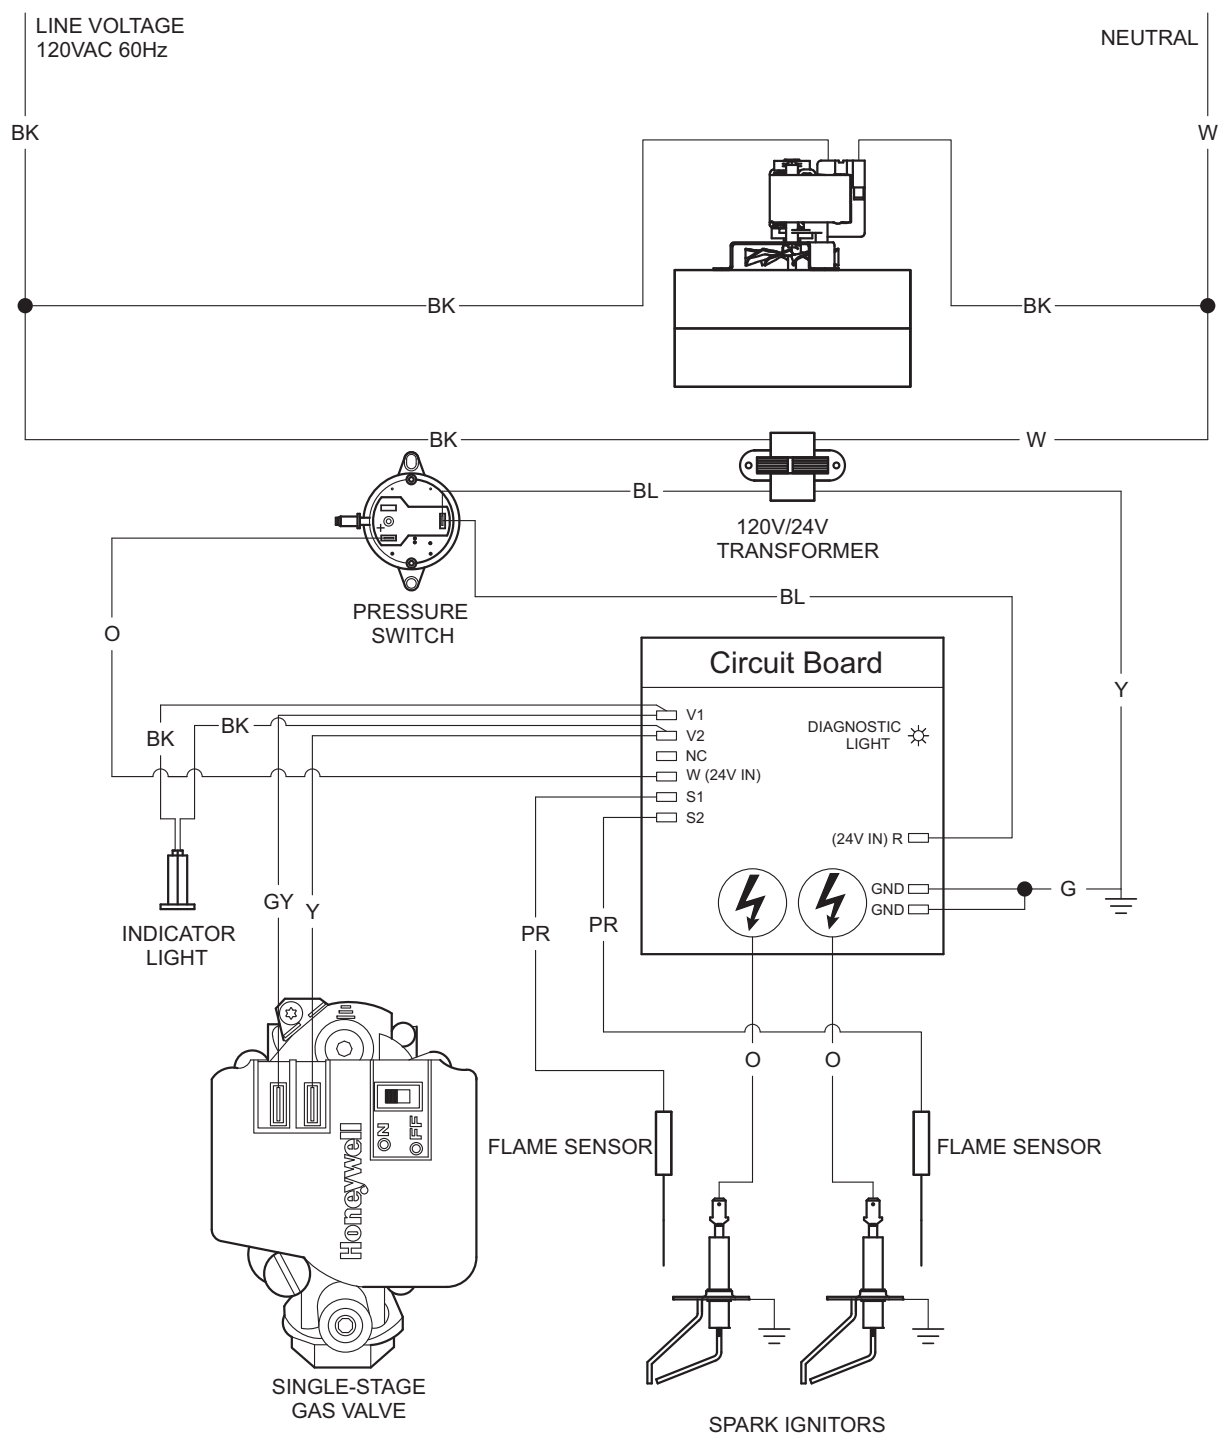 LINE VOLTAGE
120VAC 60Hz
NEUTRAL
BK
W
BK
BK
BK
W
BL
120V/24V
TRANSFORMER
BL
PRESSURE
SWITCH
O
Circuit Board
Y
V1
BK
BK
V2
DIAGNOSTIC
LIGHT
NC
W (24V IN)
S1
S2
(24V IN) R
GND
G
GND
GY
Y
PR
PR
INDICATOR
LIGHT
O
O
ON
OFF
Honeywell
FLAME SENSOR
FLAME SENSOR
SINGLE-STAGE
GAS VALVE
SPARK IGNITORS